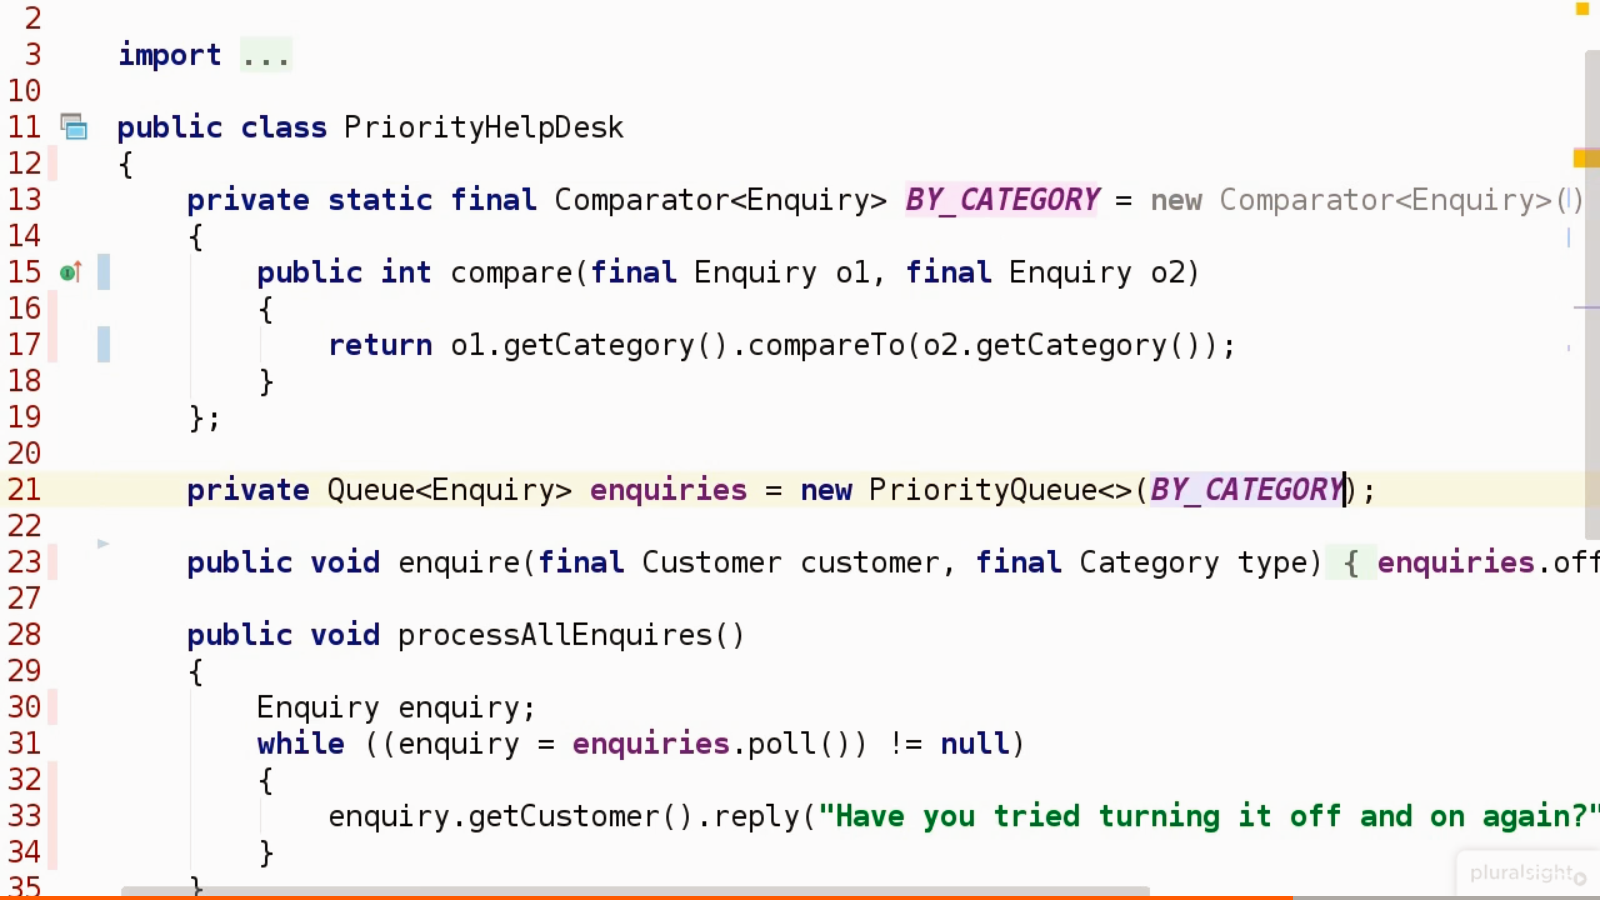 2
3 import ...
10
11 public class PriorityHelpDesk
12 {
13 private static final Comparator<Enquiry> BY_CATEGORY = new Comparator<Enquiry>()
14 {
15 public int compare(final Enquiry o1, final Enquiry o2)
16 {
17 return o1.getCategory().compareTo(o2.getCategory());
18 }
19 };
20
21 private Queue<Enquiry> enquiries = new PriorityQueue<>(BY_CATEGORY);
22
23 public void enquire(final Customer customer, final Category type) { enquiries.off
27
28 public void processAllEnquires()
29 {
30 Enquiry enquiry;
31 while ((enquiry = enquiries.poll()) != null)
32 {
33 enquiry.getCustomer().reply("Have you tried turning it off and on again?"
34 }
35 }
pluralsight